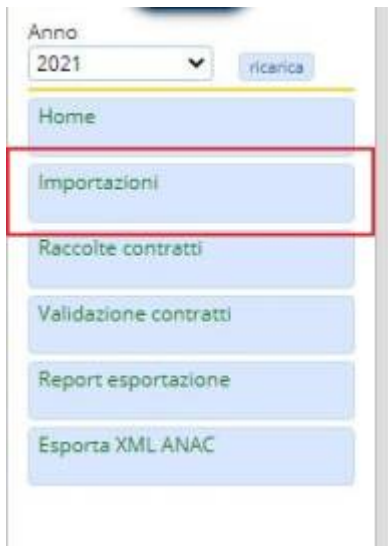 Anno
2021
ricarica
Home
Importazioni
Raccolte contratti
Validazione contratti
Report esportazione
Esporta XML ANAC